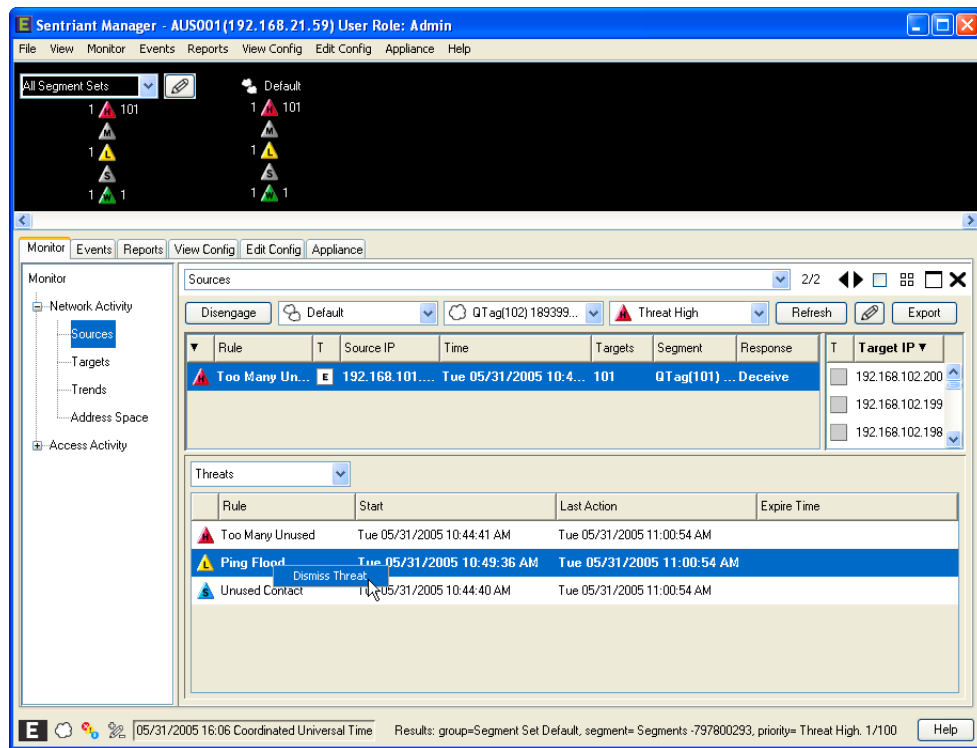 Sentriant Manager - AUS001(192.168.21.59) User Role: Admin
File View Monitor Events Reports View Config Edit Config Appliance Help
All Segment Sets Default
1 H 101 1 H 101
M M
1 L 1 L
S S
1 W 1 1 W 1
Monitor Events Reports View Config Edit Config Appliance
Monitor
Network Activity
Sources
Targets
Trends
Address Space
Access Activity
Sources 2/2
Disengage Default QTag(102) 189399... H Threat High Refresh Export
Rule T Source IP Time Targets Segment Response T Target IP
H Too Many Un... E 192.168.101.... Tue 05/31/2005 10:4... 101 QTag(101) ... Deceive
192.168.102.200
192.168.102.199
192.168.102.198
Threats
Rule Start Last Action Expire Time
H Too Many Unused Tue 05/31/2005 10:44:41 AM Tue 05/31/2005 11:00:54 AM
L Ping Flood Tue 05/31/2005 10:49:36 AM Tue 05/31/2005 11:00:54 AM
Dismiss Threat
S Unused Contact Tue 05/31/2005 10:44:40 AM Tue 05/31/2005 11:00:54 AM
E 05/31/2005 16:06 Coordinated Universal Time Results: group=Segment Set Default, segment= Segments -797800293, priority= Threat High. 1/100 Help